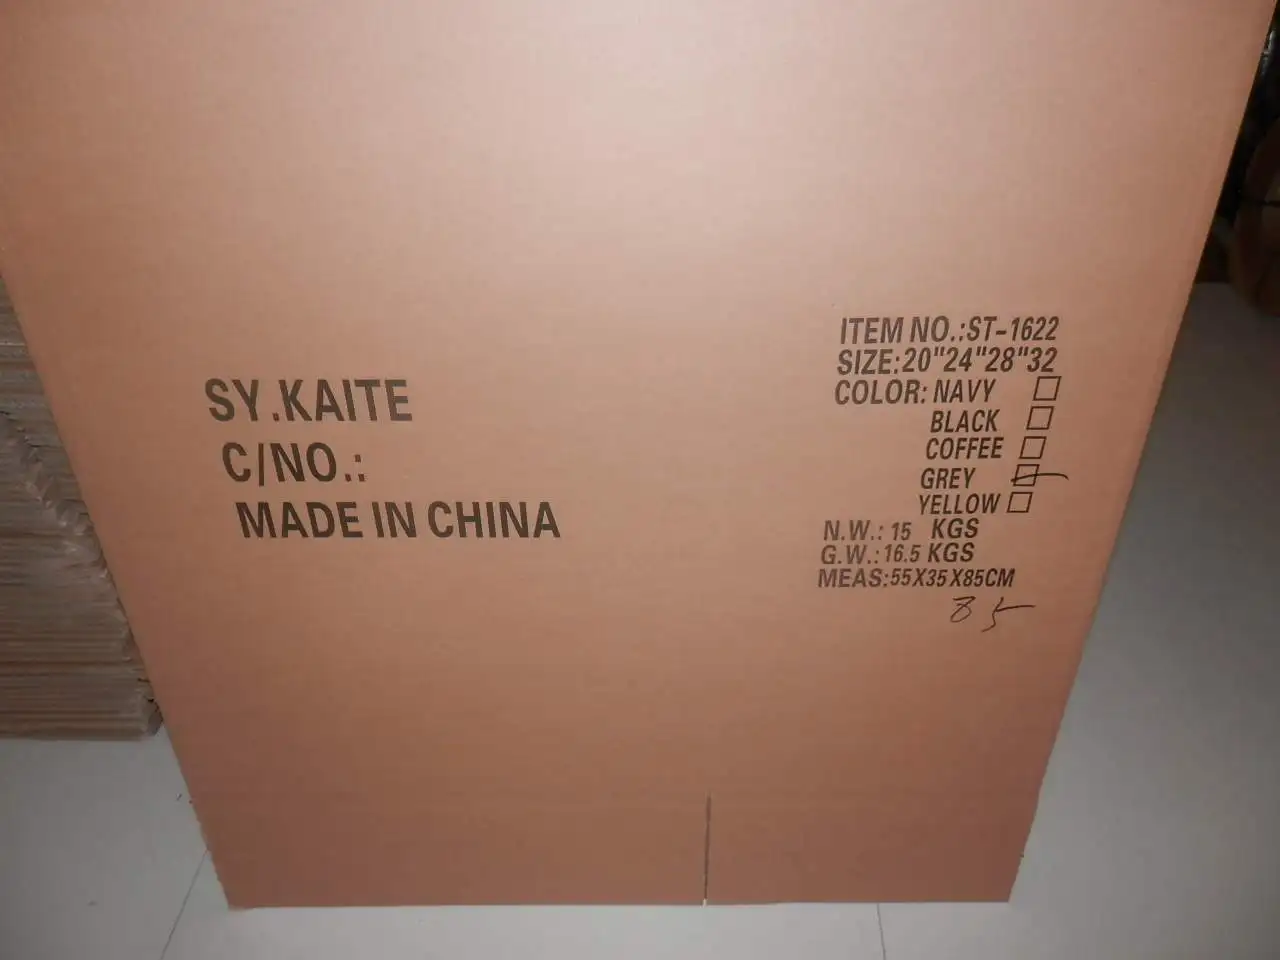 SY.KAITE
C/NO.:
MADE IN CHINA
ITEM NO.:ST-1622
SIZE:20"24"28"32
COLOR: NAVY
BLACK
COFFEE
GREY
YELLOW
N.W.: 15 KGS
G.W.:16.5 KGS
MEAS:55X35X85CM
85